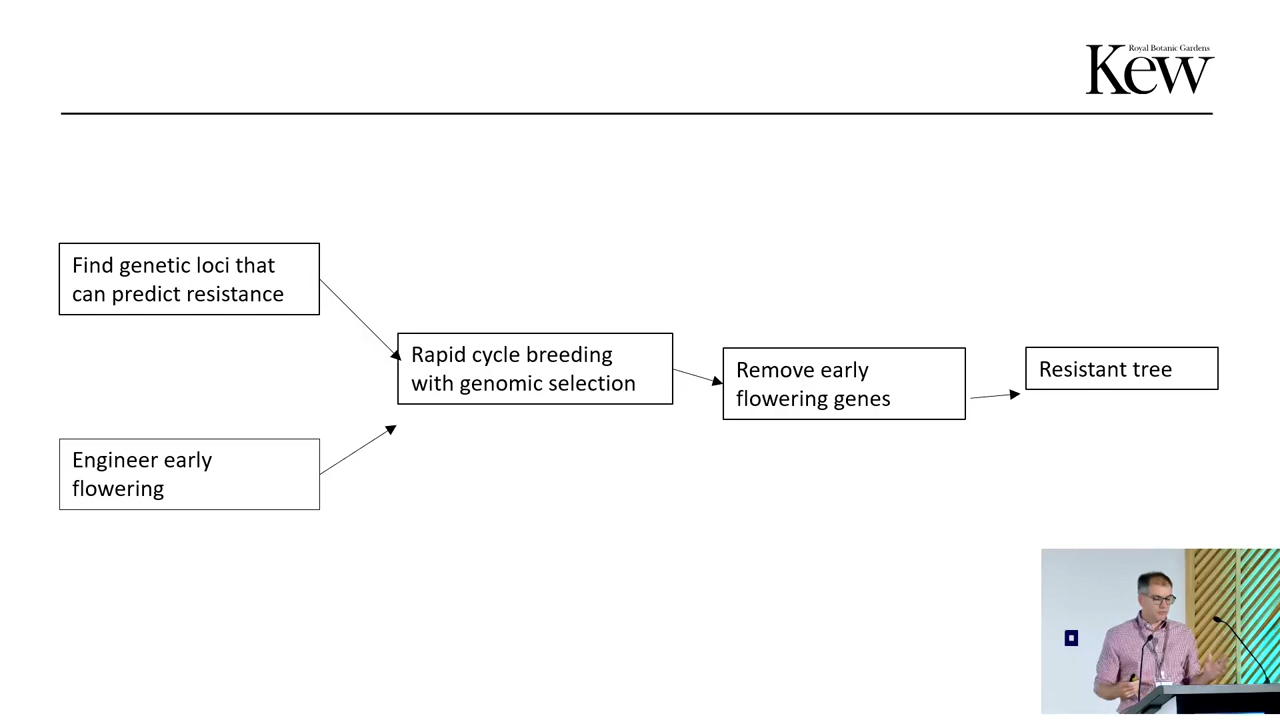 Royal Botanic Gardens
Kew
Find genetic loci that
can predict resistance
Rapid cycle breeding
with genomic selection
Remove early
flowering genes
Resistant tree
Engineer early
flowering